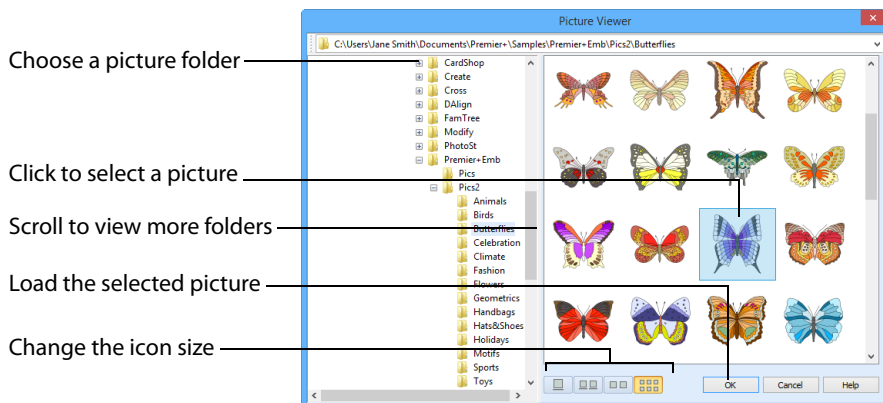 Picture Viewer
C:\Users\Jane Smith\Documents\Premier+\Samples\Premier+Emb\Pics2\Butterflies
Choose a picture folder
CardShop
Create
Cross
DAlign
FamTree
Modify
PhotoSt
Premier+Emb
Pics
Click to select a picture
Pics2
Animals
Birds
Scroll to view more folders
Butterflies
Celebration
Climate
Fashion
Load the selected picture
Flowers
Geometrics
Handbags
Hats&Shoes
Change the icon size
Holidays
Motifs
Sports
Toys
OK
Cancel
Help